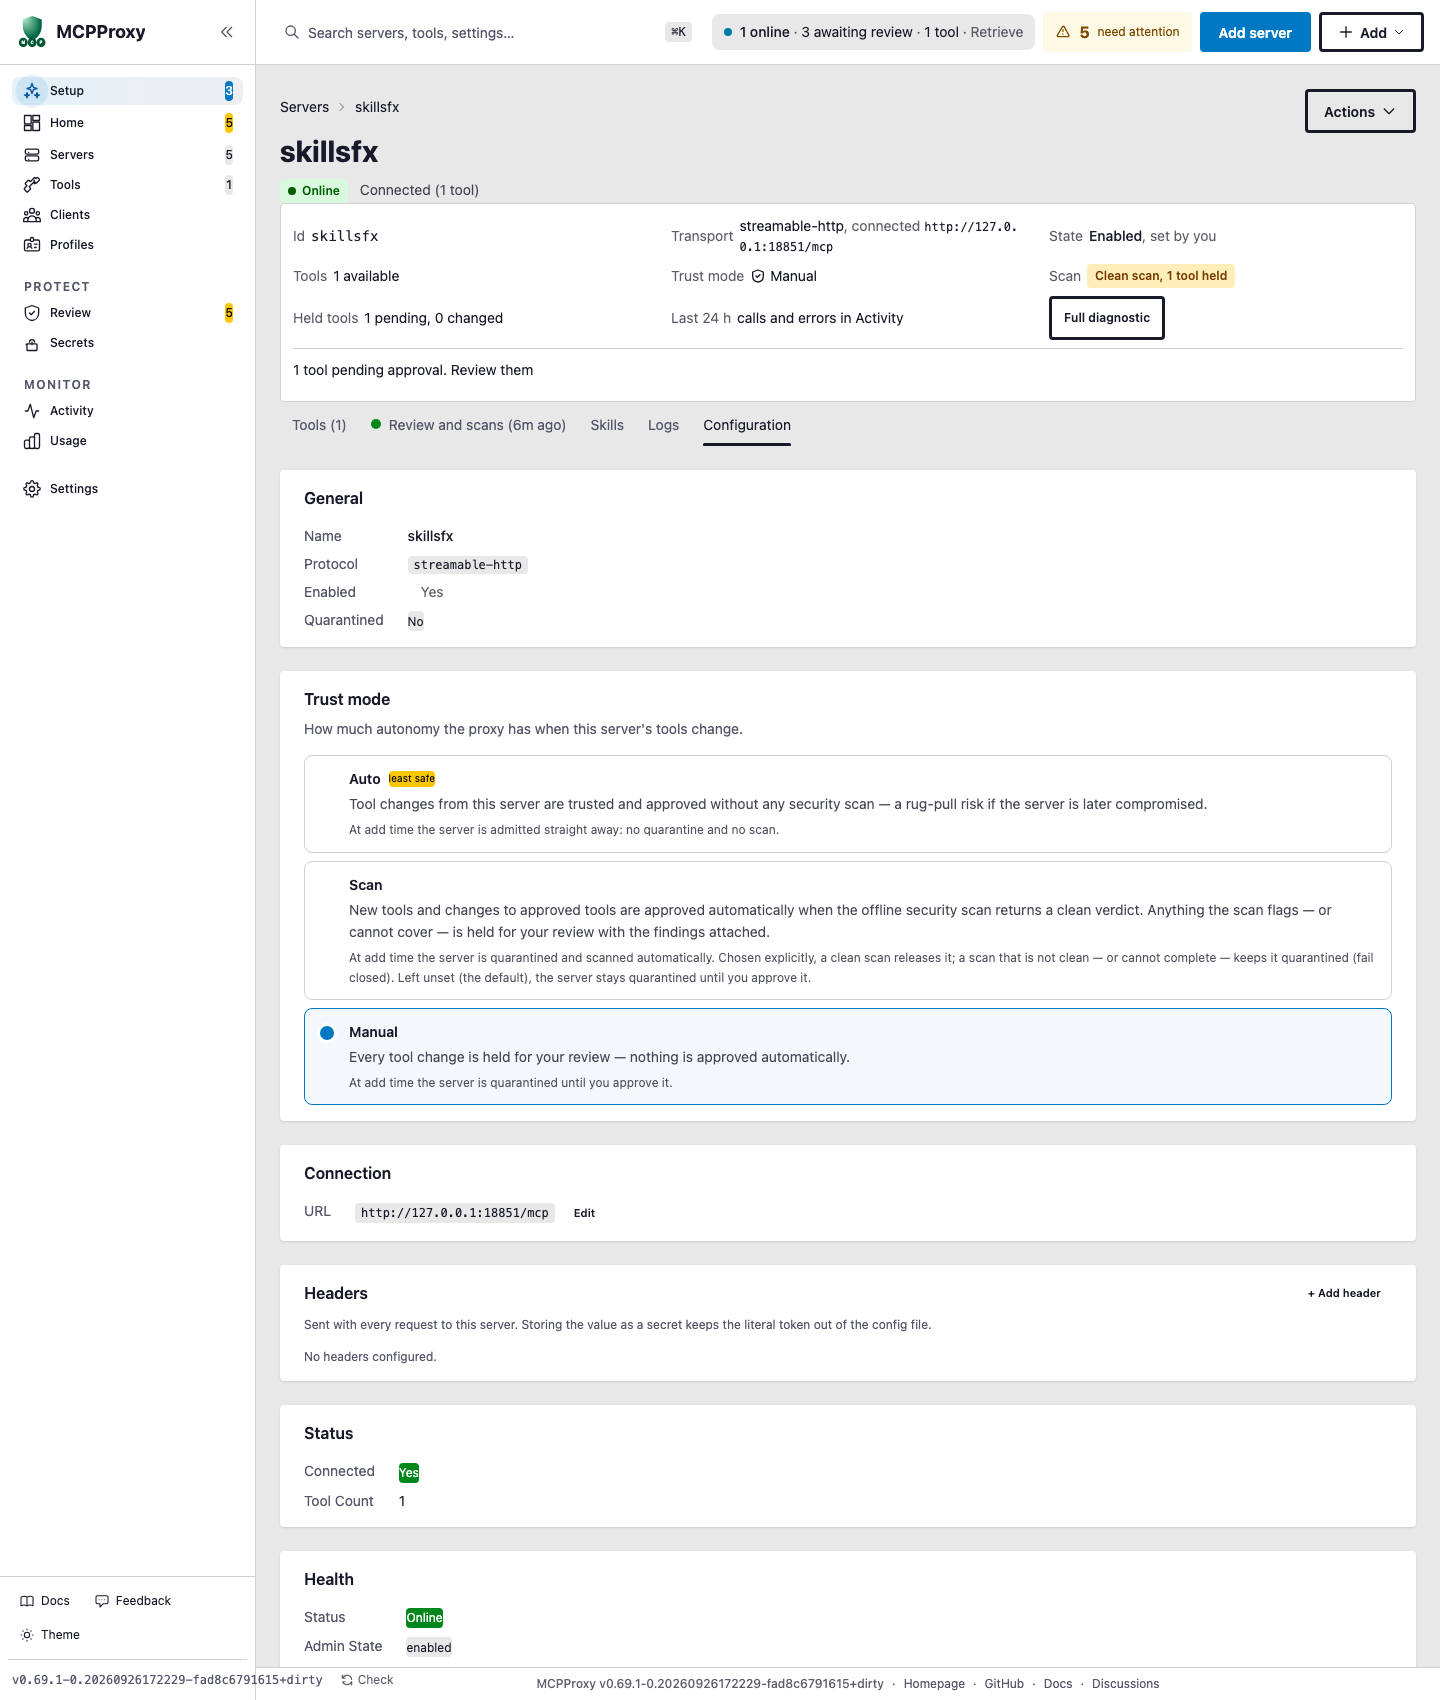 MCPProxy
Search servers, tools, settings...
⌘K
1 online · 3 awaiting review · 1 tool · Retrieve
5 need attention
Add server
Add
Setup 3
Home 5
Servers 5
Tools 1
Clients
Profiles
PROTECT
Review 5
Secrets
MONITOR
Activity
Usage
Settings
Docs
Feedback
Theme
v0.69.1-0.20260926172229-fad8c6791615+dirty
Check
Servers > skillsfx
Actions
skillsfx
Online Connected (1 tool)
Id skillsfx
Transport streamable-http, connected http://127.0.
0.1:18851/mcp
State Enabled, set by you
Tools 1 available
Trust mode Manual
Scan Clean scan, 1 tool held
Held tools 1 pending, 0 changed
Last 24 h calls and errors in Activity
Full diagnostic
1 tool pending approval. Review them
Tools (1) Review and scans (6m ago) Skills Logs Configuration
General
Name skillsfx
Protocol streamable-http
Enabled Yes
Quarantined No
Trust mode
How much autonomy the proxy has when this server's tools change.
Auto least safe
Tool changes from this server are trusted and approved without any security scan — a rug-pull risk if the server is later compromised.
At add time the server is admitted straight away: no quarantine and no scan.
Scan
New tools and changes to approved tools are approved automatically when the offline security scan returns a clean verdict. Anything the scan flags — or
cannot cover — is held for your review with the findings attached.
At add time the server is quarantined and scanned automatically. Chosen explicitly, a clean scan releases it; a scan that is not clean — or cannot complete — keeps it quarantined (fail
closed). Left unset (the default), the server stays quarantined until you approve it.
Manual
Every tool change is held for your review — nothing is approved automatically.
At add time the server is quarantined until you approve it.
Connection
URL http://127.0.0.1:18851/mcp Edit
Headers
+ Add header
Sent with every request to this server. Storing the value as a secret keeps the literal token out of the config file.
No headers configured.
Status
Connected Yes
Tool Count 1
Health
Status Online
Admin State enabled
MCPProxy v0.69.1-0.20260926172229-fad8c6791615+dirty · Homepage · GitHub · Docs · Discussions